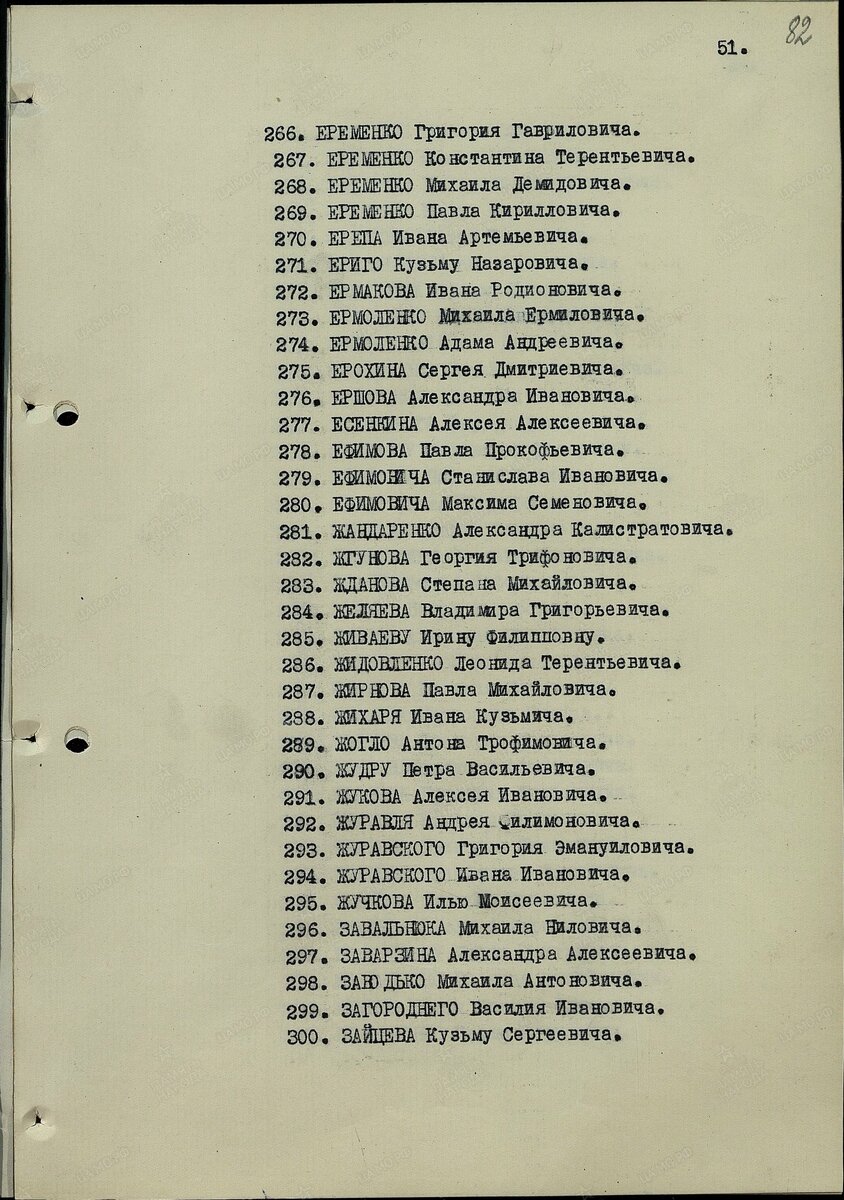 82
51.
266. ЕРЕМЕНКО Григория Гавриловича.
267. ЕРЕМЕНКО Константина Терентьевича.
268. ЕРЕМЕНКО Михаила Демидовича.
269. ЕРЕМЕНКО Павла Кирилловича.
270. ЕРЕПА Ивана Артемьевича.
271. ЕРИГО Кузьму Назаровича.
272. ЕРМАКОВА Ивана Родионовича.
273. ЕРМОЛЕНКО Михаила Ермиловича.
274. ЕРМОЛЕНКО Адама Андреевича.
275. ЕРОХИНА Сергея Дмитриевича.
276. ЕРШОВА Александра Ивановича.
277. ЕСЕНКИНА Алексея Алексеевича.
278. ЕФИМОВА Павла Прокофьевича.
279. ЕФИМОВИЧА Станислава Ивановича.
280. ЕФИМОВИЧА Максима Семеновича.
281. ЖАНДАРЕНКО Александра Калистратовича.
282. ЖГУНОВА Георгия Трифоновича.
283. ЖДАНОВА Степана Михайловича.
284. ЖЕЛЯЕВА Владимира Григорьевича.
285. ЖИВАЕВУ Ирину Филипповну.
286. ЖИДОВЛЕНКО Леонида Терентьевича.
287. ЖИРНОВА Павла Михайловича.
288. ЖИХАРЯ Ивана Кузьмича.
289. ЖОГЛО Антона Трофимовича.
290. ЖУДРУ Петра Васильевича.
291. ЖУКОВА Алексея Ивановича.
292. ЖУРАВЛЯ Андрея Филимоновича.
293. ЖУРАВСКОГО Григория Эмануиловича.
294. ЖУРАВСКОГО Ивана Ивановича.
295. ЖУЧКОВА Илью Моисеевича.
296. ЗАВАЛЬНЮКА Михаила Ниловича.
297. ЗАВАРЗИНА Александра Алексеевича.
298. ЗАВОДЬКО Михаила Антоновича.
299. ЗАГОРОДНЕГО Василия Ивановича.
300. ЗАЙЦЕВА Кузьму Сергеевича.